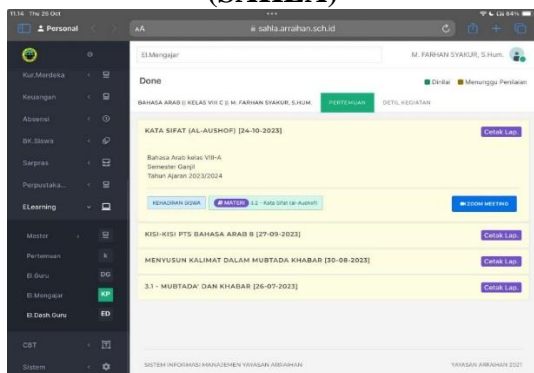 (SAHLA)
11.14 Thu 26 Oct
64%
Personal
AA
sahla.arraihan.sch.id
El.Mengajar
M. FARHAN SYAKUR, S.Hum.
Kur.Merdeka
Keuangan
Absensi
BK.Siswa
Sarpras
Perpustaka...
ELearning
Master
Pertemuan
k
El.Guru
DG
El.Mengajar
KP
El.Dash.Guru
ED
CBT
Sistem
Done
Dinilai
Menunggu Penilaian
BAHASA ARAB || KELAS VIII C || M. FARHAN SYAKUR, S.HUM.
PERTEMUAN
DETIL KEGIATAN
KATA SIFAT (AL-AUSHOF) [24-10-2023]
Cetak Lap.
Bahasa Arab kelas VIII-A
Semester Ganjil
Tahun Ajaran 2023/2024
KEHADIRAN SISWA
MATERI
3.2 - Kata Sifat (al-Aushof)
ZOOM MEETING
KISI-KISI PTS BAHASA ARAB 8 [27-09-2023]
Cetak Lap.
MENYUSUN KALIMAT DALAM MUBTADA KHABAR [30-08-2023]
Cetak Lap.
3.1 - MUBTADA' DAN KHABAR [26-07-2023]
Cetak Lap.
SISTEM INFORMASI MANAJEMEN YAYASAN ARRAIHAN
YAYASAN ARRAIHAN 2021